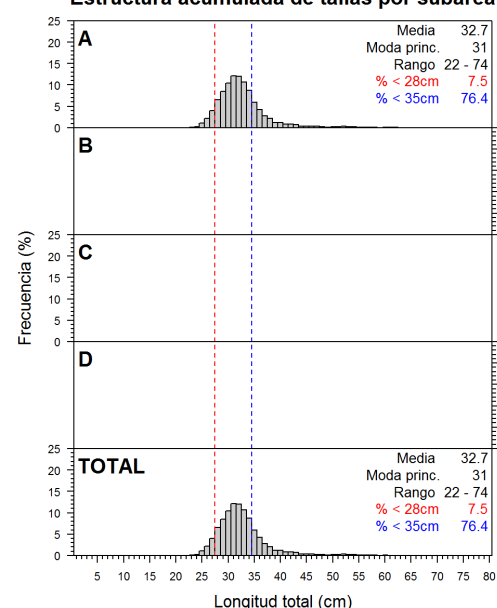 Estructura acumulada de tallas por subárea
A
Media 32.7
Moda princ. 31
Rango 22 - 74
% < 28cm 7.5
% < 35cm 76.4
25
20
15
10
5
0
B
C
25
20
15
10
5
0
Frecuencia (%)
D
TOTAL
Media 32.7
Moda princ. 31
Rango 22 - 74
% < 28cm 7.5
% < 35cm 76.4
25
20
15
10
5
0
5 10 15 20 25 30 35 40 45 50 55 60 65 70 75 80
Longitud total (cm)